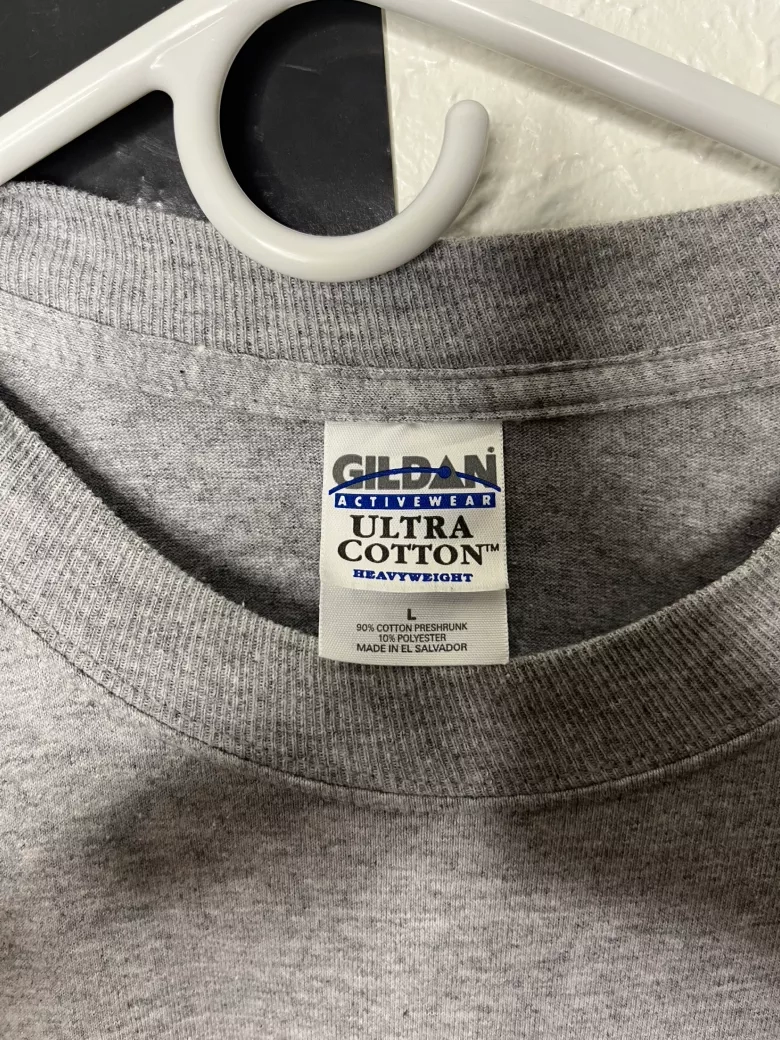 GILDAN®
ACTIVEWEAR
ULTRA
COTTON™
HEAVYWEIGHT
L
90% COTTON PRESHRUNK
10% POLYESTER
MADE IN EL SALVADOR